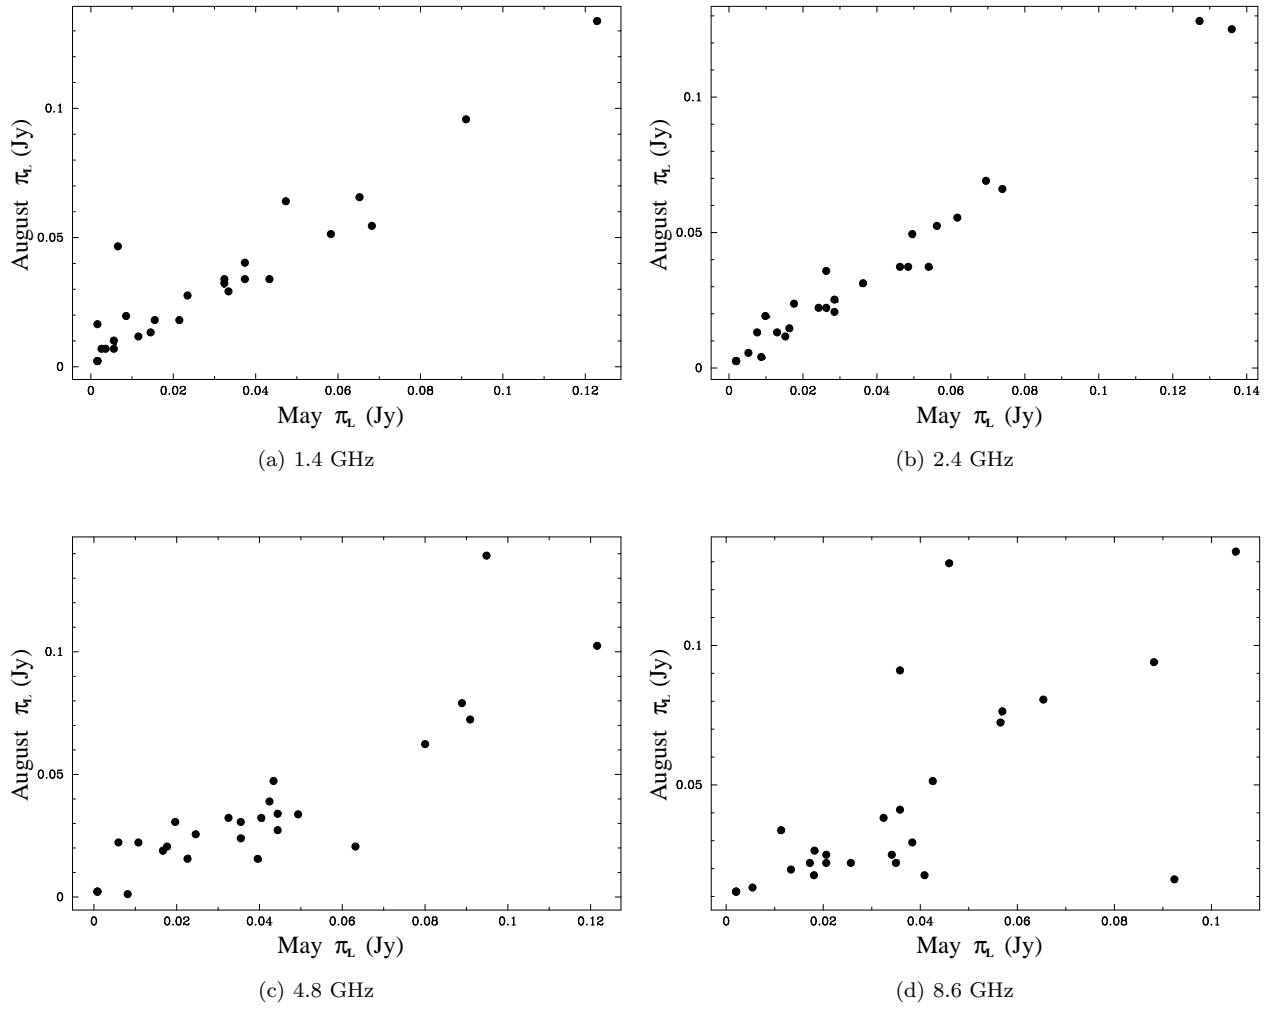 0.1
0.05
0
August π_L (Jy)
0 0.02 0.04 0.06 0.08 0.1 0.12
May π_L (Jy)
(a) 1.4 GHz
0.1
0.05
0
August π_L (Jy)
0 0.02 0.04 0.06 0.08 0.1 0.12 0.14
May π_L (Jy)
(b) 2.4 GHz
0.1
0.05
0
August π_L (Jy)
0 0.02 0.04 0.06 0.08 0.1 0.12
May π_L (Jy)
(c) 4.8 GHz
0.1
0.05
August π_L (Jy)
0 0.02 0.04 0.06 0.08 0.1
May π_L (Jy)
(d) 8.6 GHz